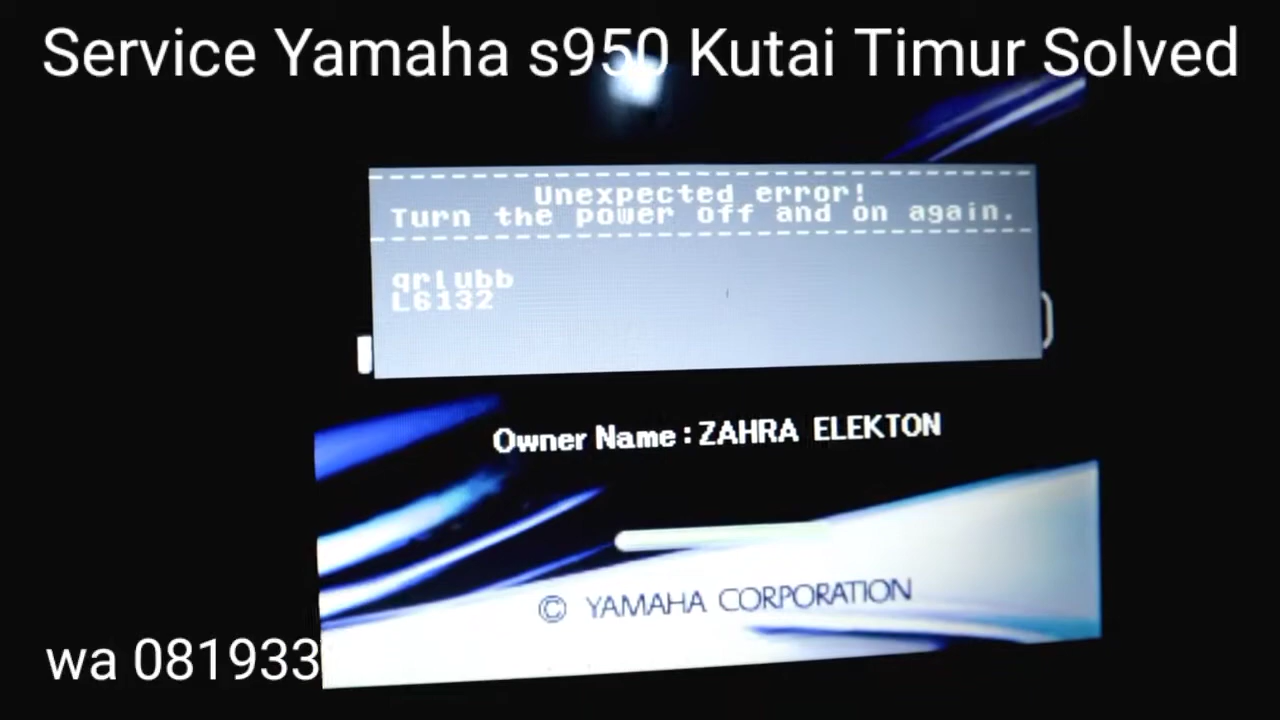 Service Yamaha s950 Kutai Timur Solved
Unexpected error!
Turn the power off and on again.
qrlubb
L6132
Owner Name : ZAHRA ELEKTON
© YAMAHA CORPORATION
wa 081933